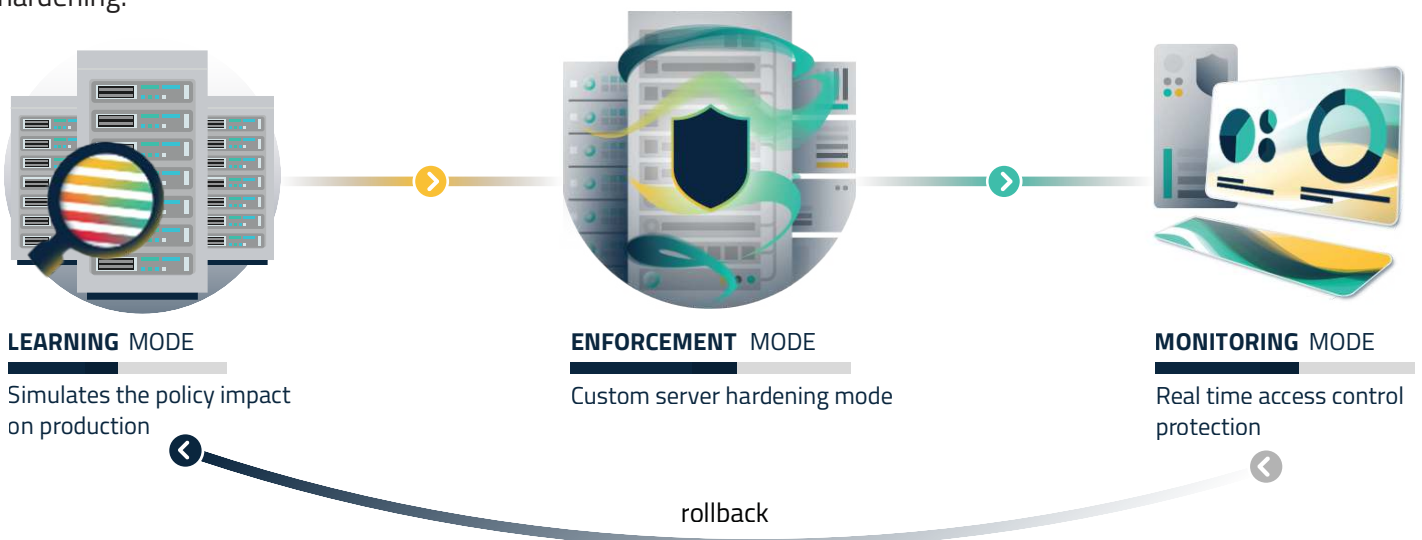 hardening.
LEARNING MODE
Simulates the policy impact
on production
ENFORCEMENT MODE
Custom server hardening mode
MONITORING MODE
Real time access control
protection
rollback